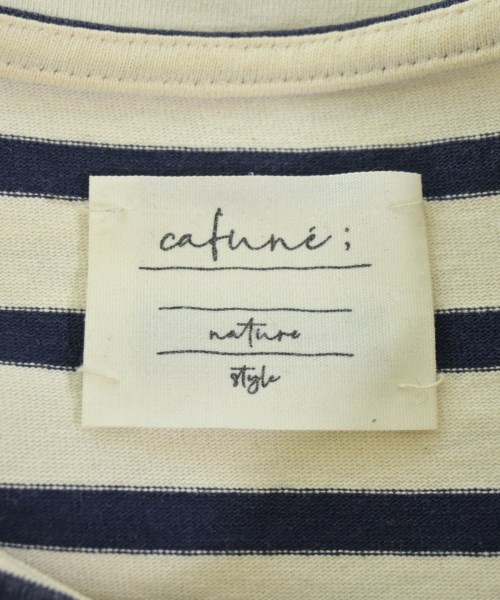 cafuné ;
nature
style